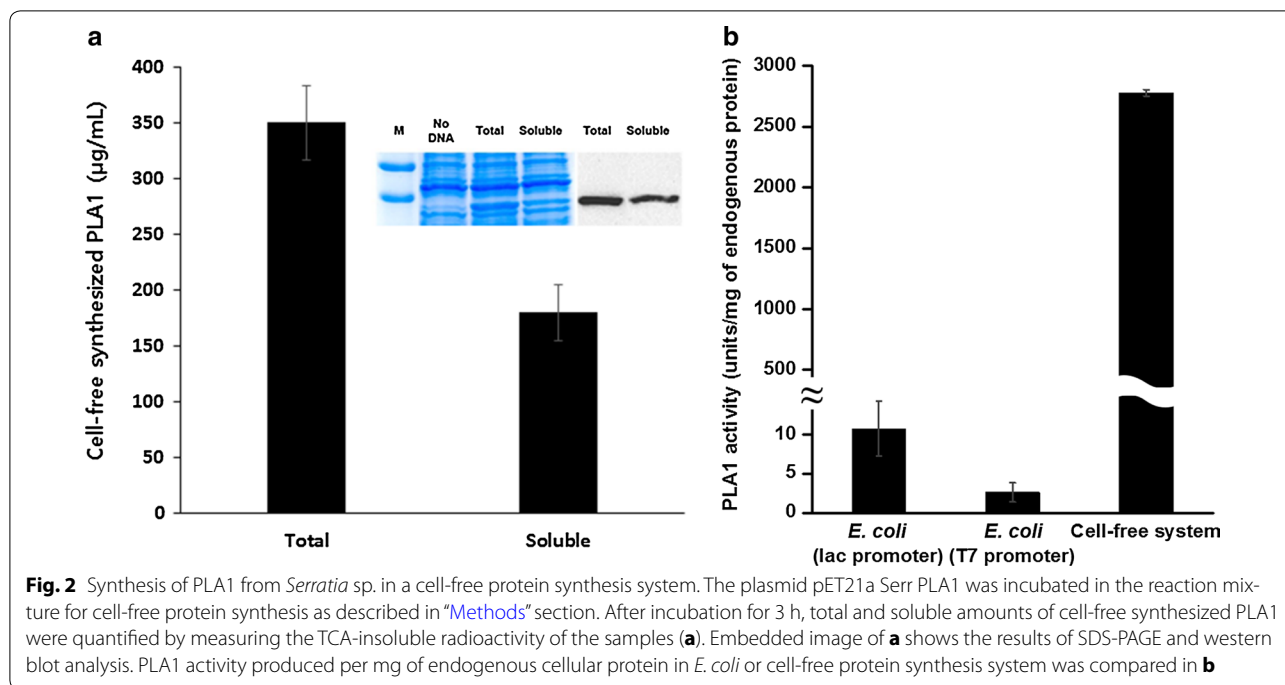 a
Cell-free synthesized PLA1 (µg/mL)
400
350
300
250
200
150
100
50
0
M No DNA Total Soluble Total Soluble
Total Soluble
b
PLA1 activity (units/mg of endogenous protein)
3000
2500
2000
1500
1000
500
≈
10
5
0
E. coli (lac promoter)
E. coli (T7 promoter)
Cell-free system
Fig. 2 Synthesis of PLA1 from Serratia sp. in a cell-free protein synthesis system. The plasmid pET21a Serr PLA1 was incubated in the reaction mix-
ture for cell-free protein synthesis as described in “Methods” section. After incubation for 3 h, total and soluble amounts of cell-free synthesized PLA1
were quantified by measuring the TCA-insoluble radioactivity of the samples (a). Embedded image of a shows the results of SDS-PAGE and western
blot analysis. PLA1 activity produced per mg of endogenous cellular protein in E. coli or cell-free protein synthesis system was compared in b